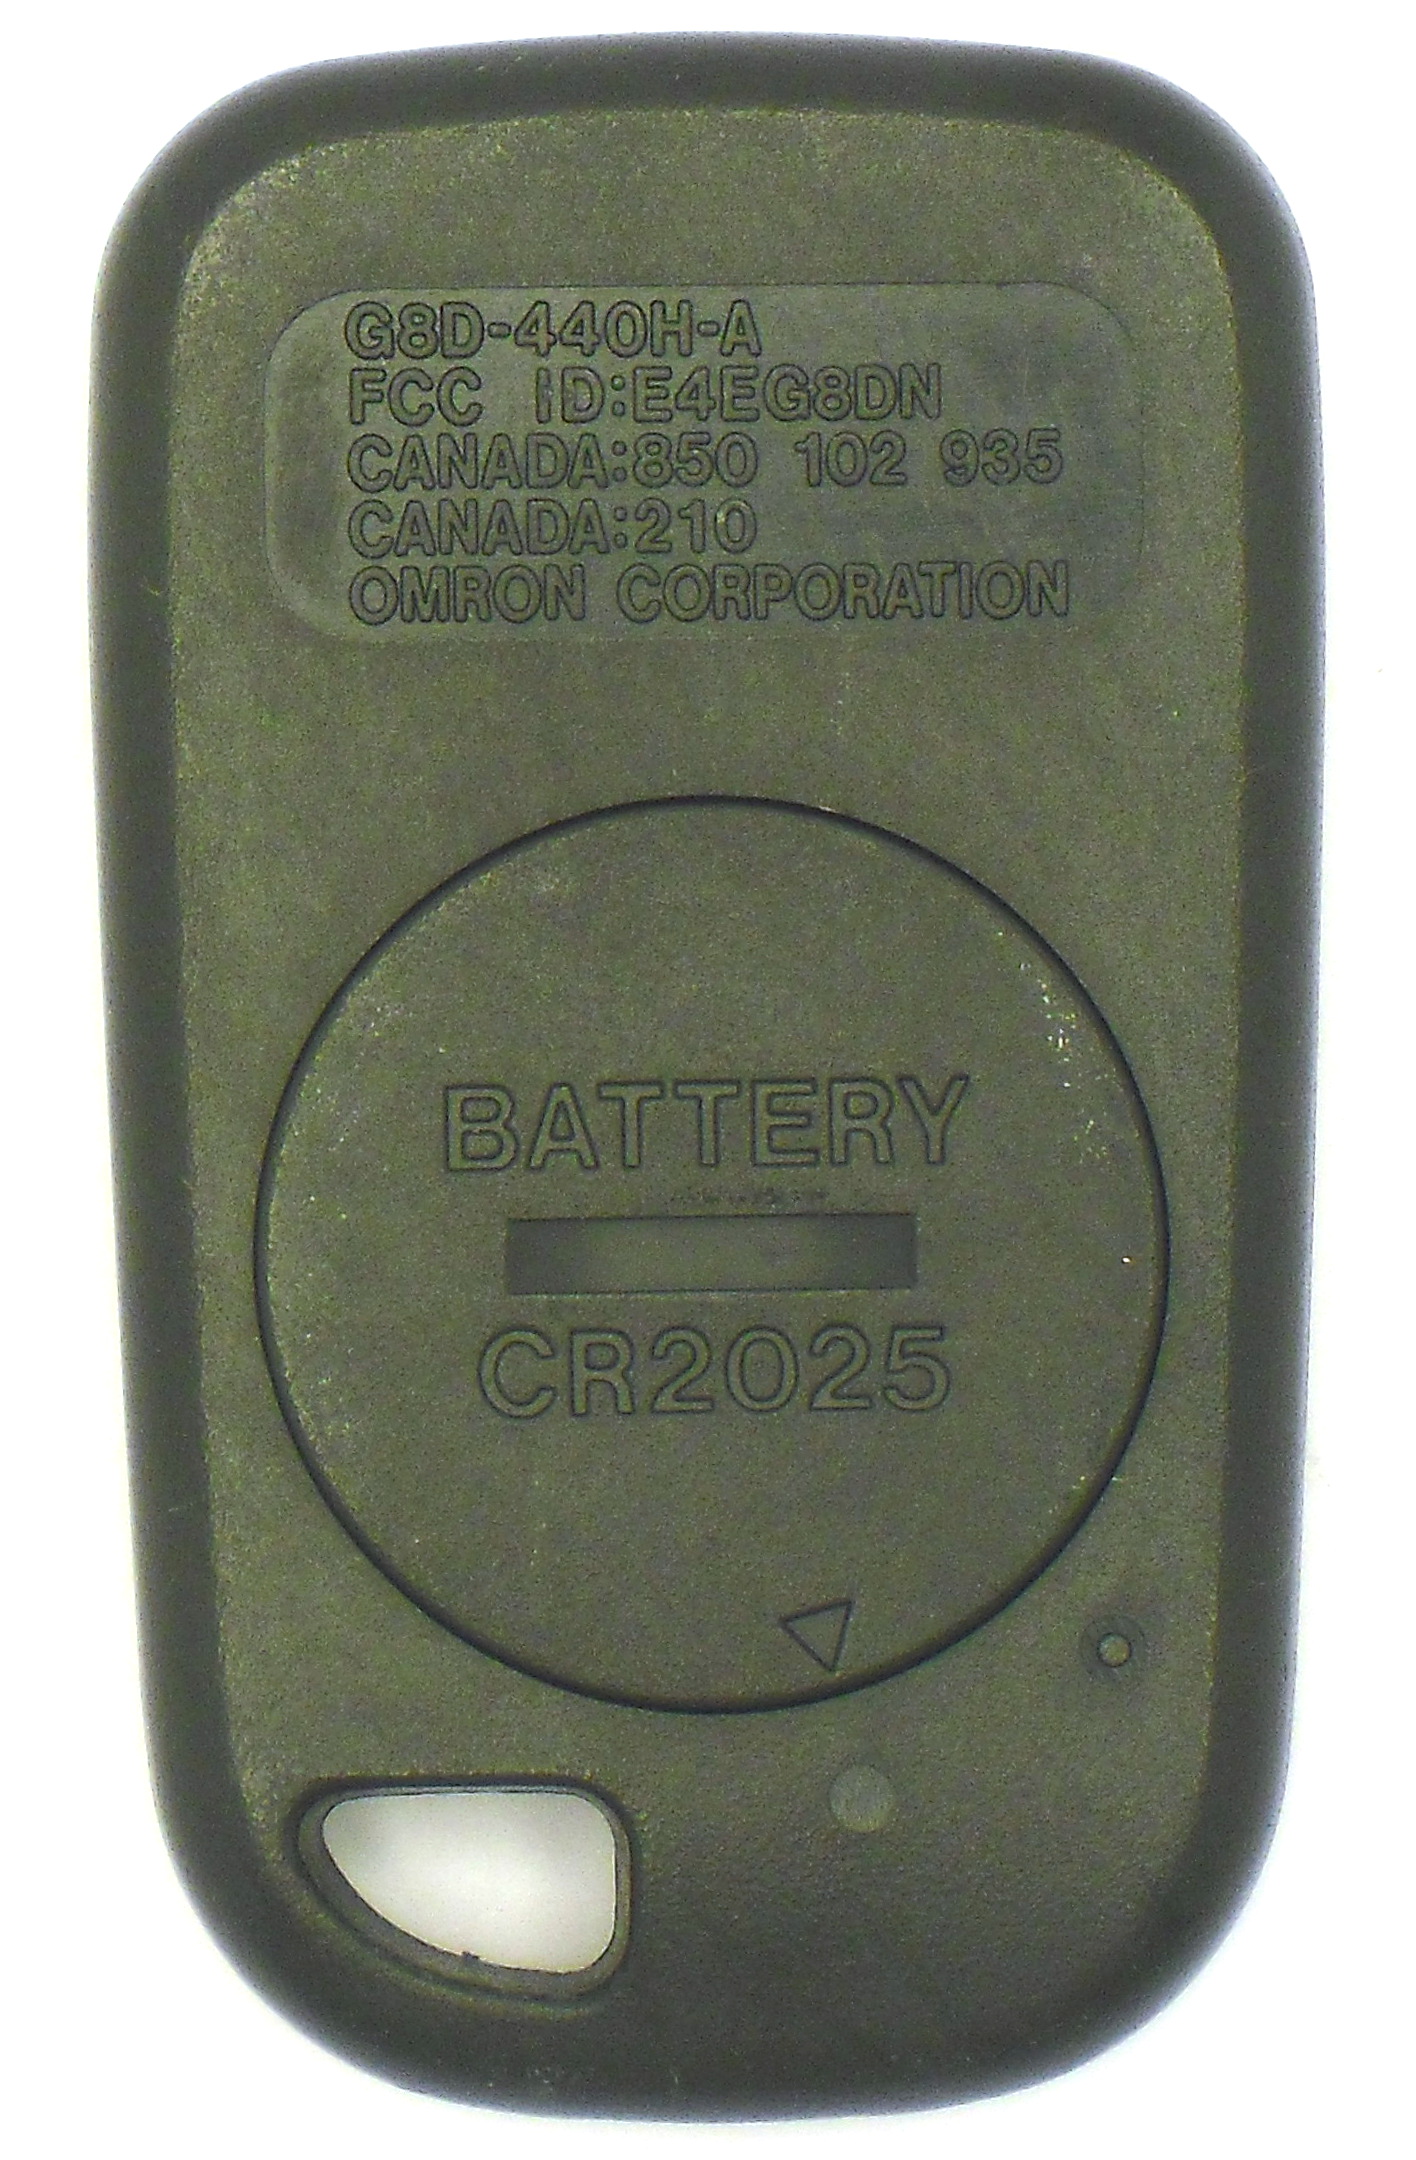 G8D-440H-A
FCC ID:E4EG8DN
CANADA:850 102 935
CANADA:210
OMRON CORPORATION
BATTERY
CR2025